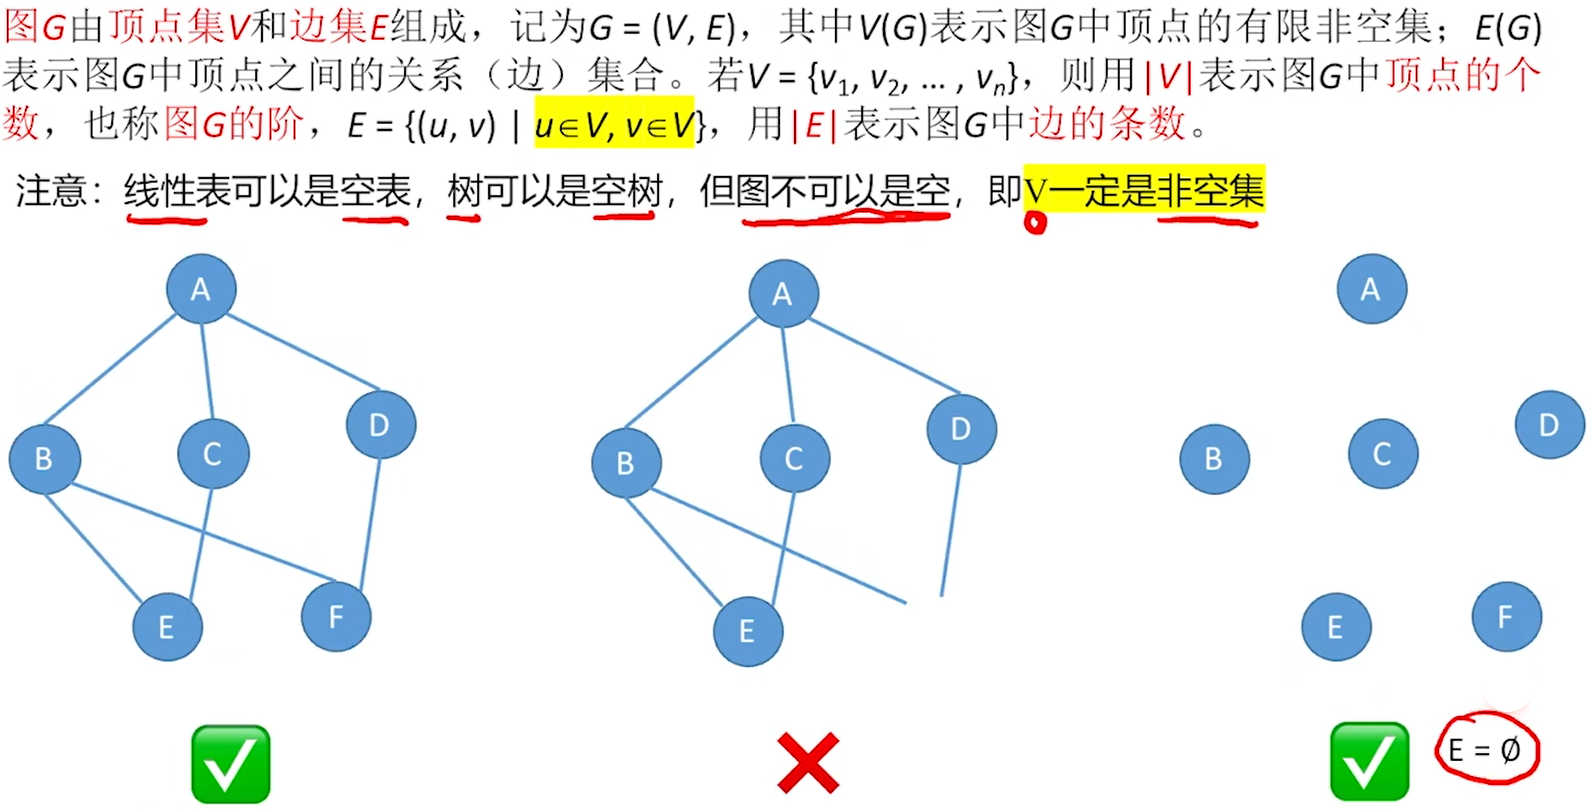 图G由顶点集V和边集E组成，记为G = (V, E)，其中V(G)表示图G中顶点的有限非空集；E(G)
表示图G中顶点之间的关系（边）集合。若V = {v₁, v₂, … , vₙ}，则用|V|表示图G中顶点的个
数，也称图G的阶，E = {(u, v) | u∈V, v∈V}，用|E|表示图G中边的条数。
注意：线性表可以是空表，树可以是空树，但图不可以是空，即V一定是非空集
A
B
C
D
E
F
A
B
C
D
E
A
B
C
D
E
F
E = Ø